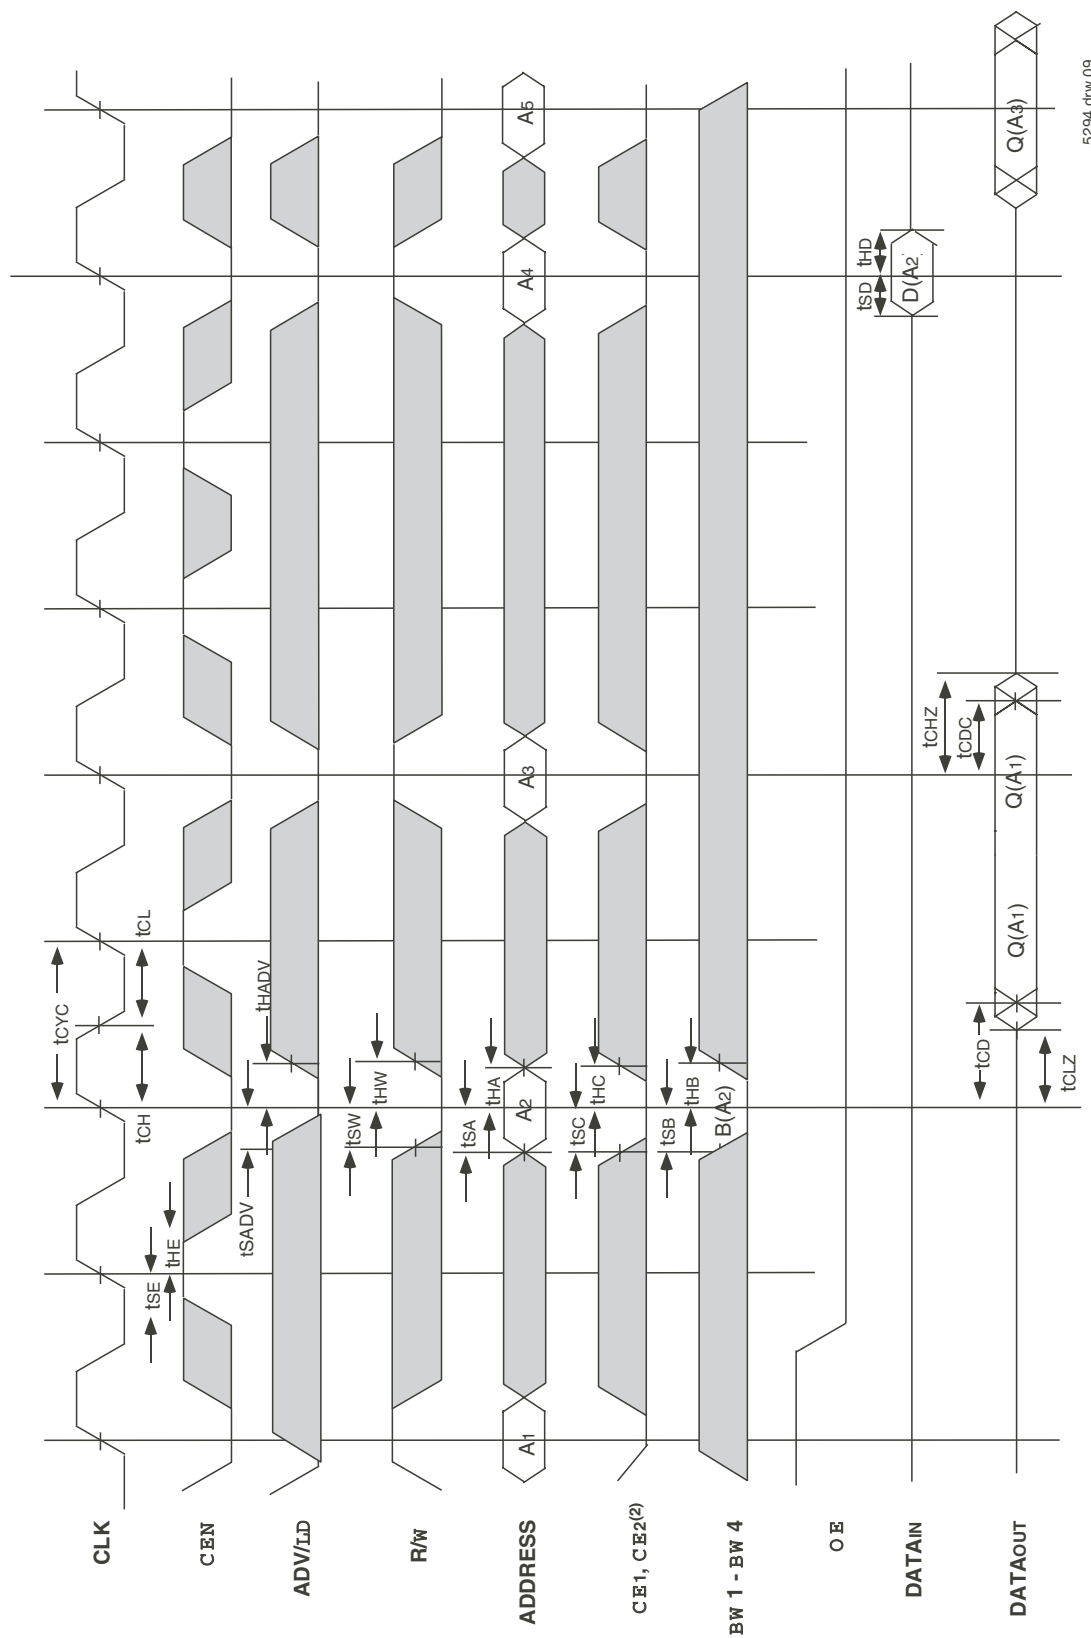 CLK
tCYC
tCH
tCL
CEN
tSE
tHE
ADV/LD
tSADV
tHADV
R/W
tSW
tHW
ADDRESS
A1
tSA
tHA
A2
A3
A4
A5
CE1, CE2(2)
tSC
tHC
BW1 - BW4
tSB
tHB
B(A2)
OE
DATAIN
tSD
tHD
D(A2)
DATAOUT
tCD
tCLZ
Q(A1)
Q(A1)
tCHZ
tCDC
Q(A3)
5294 drw 09